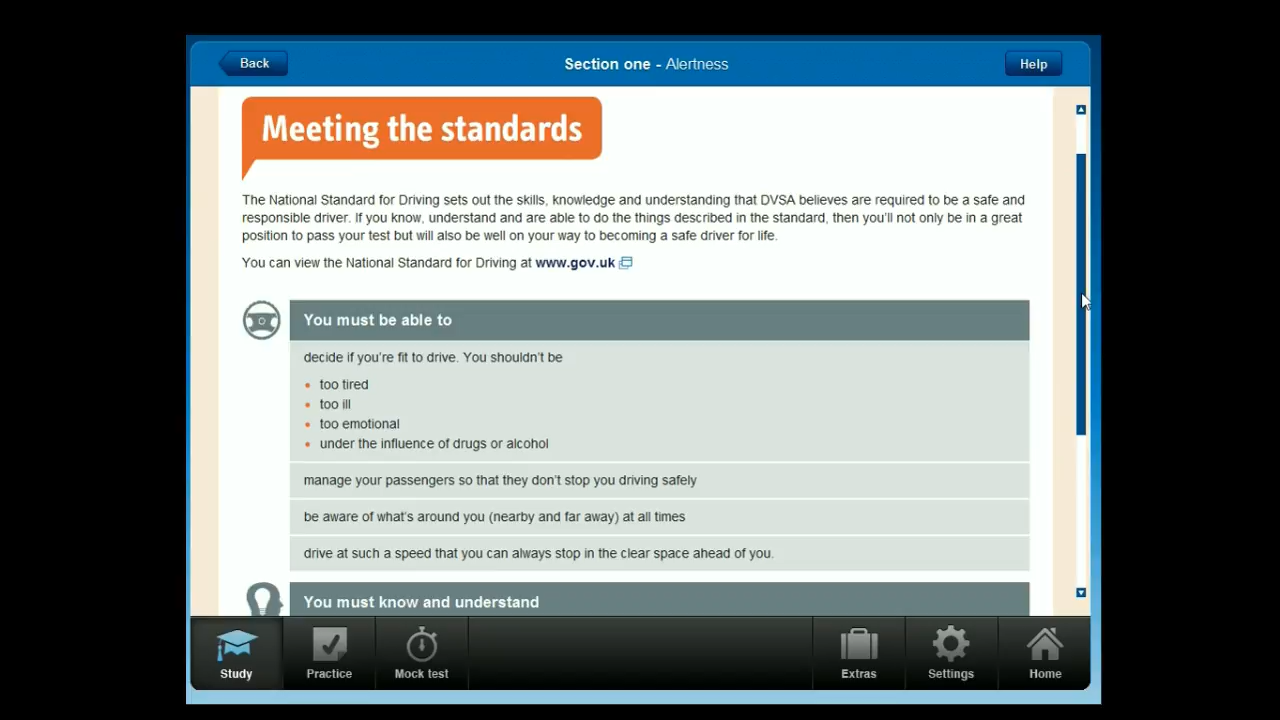 Back
Section one - Alertness
Help
Meeting the standards
The National Standard for Driving sets out the skills, knowledge and understanding that DVSA believes are required to be a safe and
responsible driver. If you know, understand and are able to do the things described in the standard, then you'll not only be in a great
position to pass your test but will also be well on your way to becoming a safe driver for life.
You can view the National Standard for Driving at www.gov.uk
You must be able to
decide if you're fit to drive. You shouldn't be
• too tired
• too ill
• too emotional
• under the influence of drugs or alcohol
manage your passengers so that they don't stop you driving safely
be aware of what's around you (nearby and far away) at all times
drive at such a speed that you can always stop in the clear space ahead of you.
You must know and understand
Study
Practice
Mock test
Extras
Settings
Home